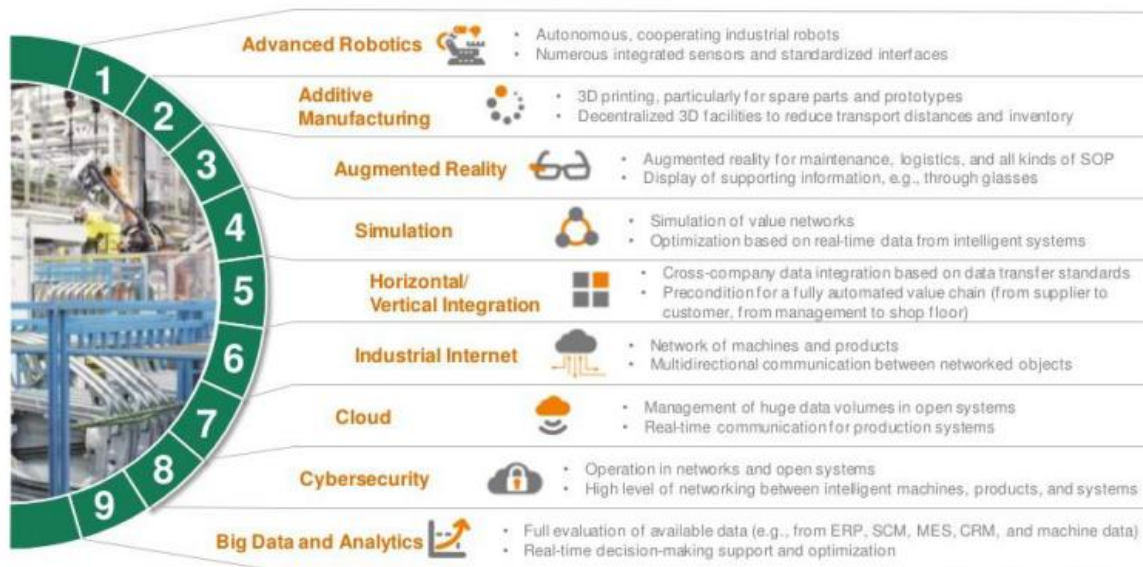 1
Advanced Robotics
• Autonomous, cooperating industrial robots
• Numerous integrated sensors and standardized interfaces
2
Additive
Manufacturing
• 3D printing, particularly for spare parts and prototypes
• Decentralized 3D facilities to reduce transport distances and inventory
3
Augmented Reality
• Augmented reality for maintenance, logistics, and all kinds of SOP
• Display of supporting information, e.g., through glasses
4
Simulation
• Simulation of value networks
• Optimization based on real-time data from intelligent systems
5
Horizontal/
Vertical Integration
• Cross-company data integration based on data transfer standards
• Precondition for a fully automated value chain (from supplier to
customer, from management to shop floor)
6
Industrial Internet
• Network of machines and products
• Multidirectional communication between networked objects
7
Cloud
• Management of huge data volumes in open systems
• Real-time communication for production systems
8
Cybersecurity
• Operation in networks and open systems
• High level of networking between intelligent machines, products, and systems
9
Big Data and Analytics
• Full evaluation of available data (e.g., from ERP, SCM, MES, CRM, and machine data)
• Real-time decision-making support and optimization